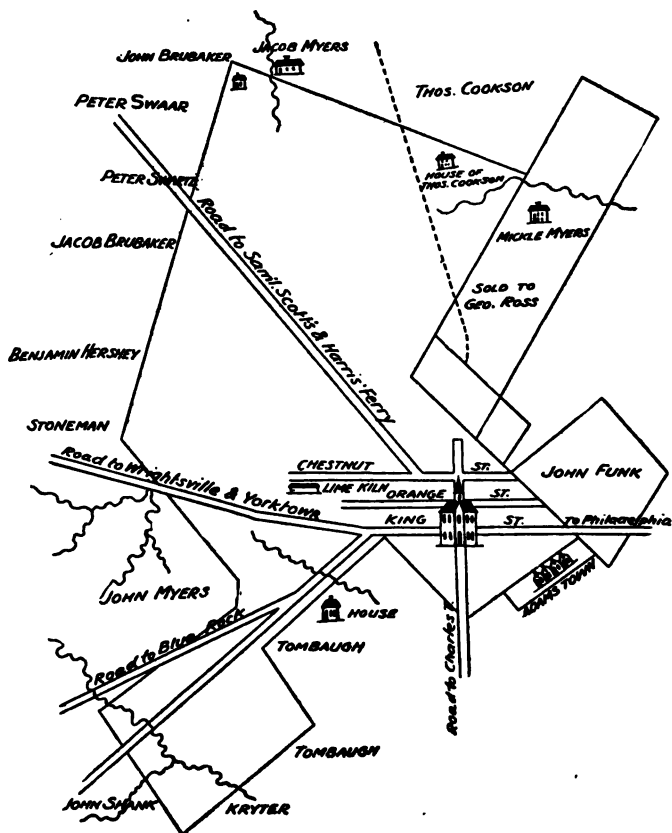 JOHN BRUBAKER
JACOB MYERS
THOS. COOKSON
PETER SWAAR
HOUSE OF
THOS. COOKSON
PETER SWARTZ
MICKLE MYERS
JACOB BRUBAKER
Road to Saml. Scott's & Harris' Ferry
SOLD TO
GEO. ROSS
BENJAMIN HERSHEY
STONEMAN
Road to Wrightsville & Yorktown
CHESTNUT ST.
JOHN FUNK
LIME KILN
ORANGE ST.
KING ST.
To Philadelphia
ADAMSTOWN
JOHN MYERS
HOUSE
Road to Blue Rock
TOMBAUGH
Road to Charles T.
TOMBAUGH
JOHN SHANK
KRYTER